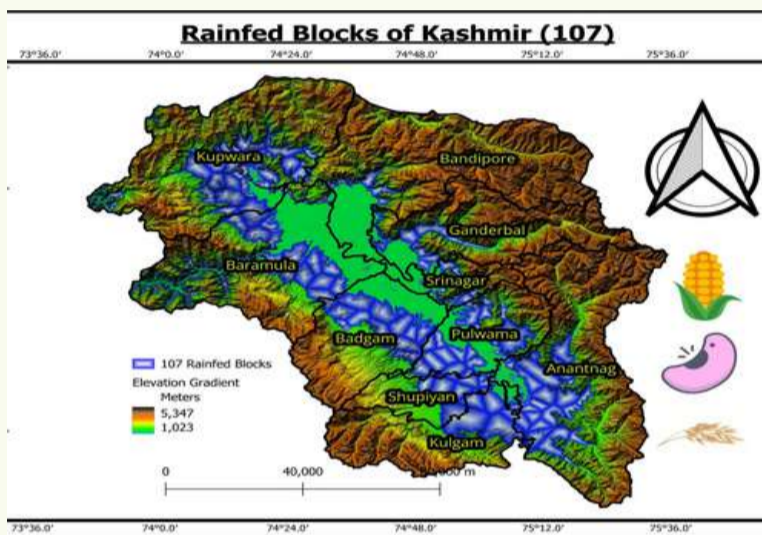 Rainfed Blocks of Kashmir (107)
73°36.0' 74°0.0' 74°24.0' 74°48.0' 75°12.0' 75°36.0'
Kupwara
Bandipore
Ganderbal
Baramula
Srinagar
Badgam
Pulwama
Anantnag
Shupiyan
Kulgam
107 Rainfed Blocks
Elevation Gradient
Meters
5,347
1,023
0 40,000 m
73°36.0' 74°0.0' 74°24.0' 74°48.0' 75°12.0' 75°36.0'